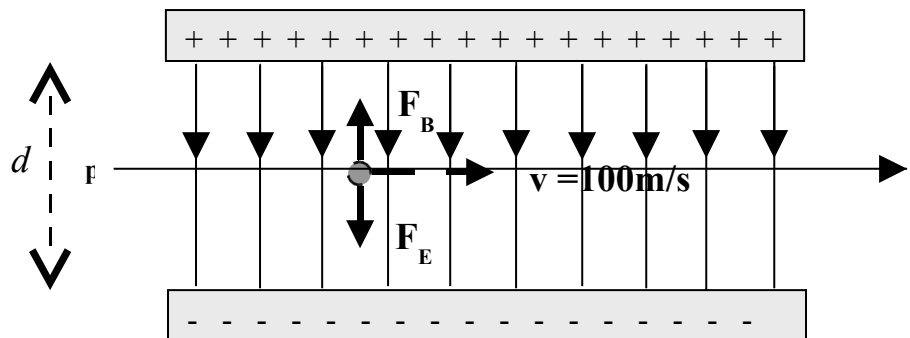 + + + + + + + + + + + + + + + + + + +
F_B
d
p
v =100m/s
F_E
- - - - - - - - - - - - - - - - - -